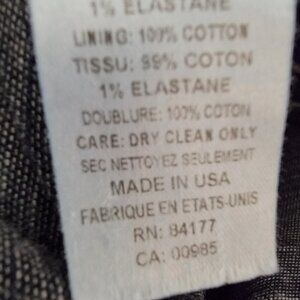 1% ELASTANE
LINING: 100% COTTON
TISSU: 99% COTON
1% ELASTANE
DOUBLURE: 100% COTON
CARE: DRY CLEAN ONLY
SEC NETTOYEZ SEULEMENT
MADE IN USA
FABRIQUE EN ETATS-UNIS
RN: 84177
CA: 00985